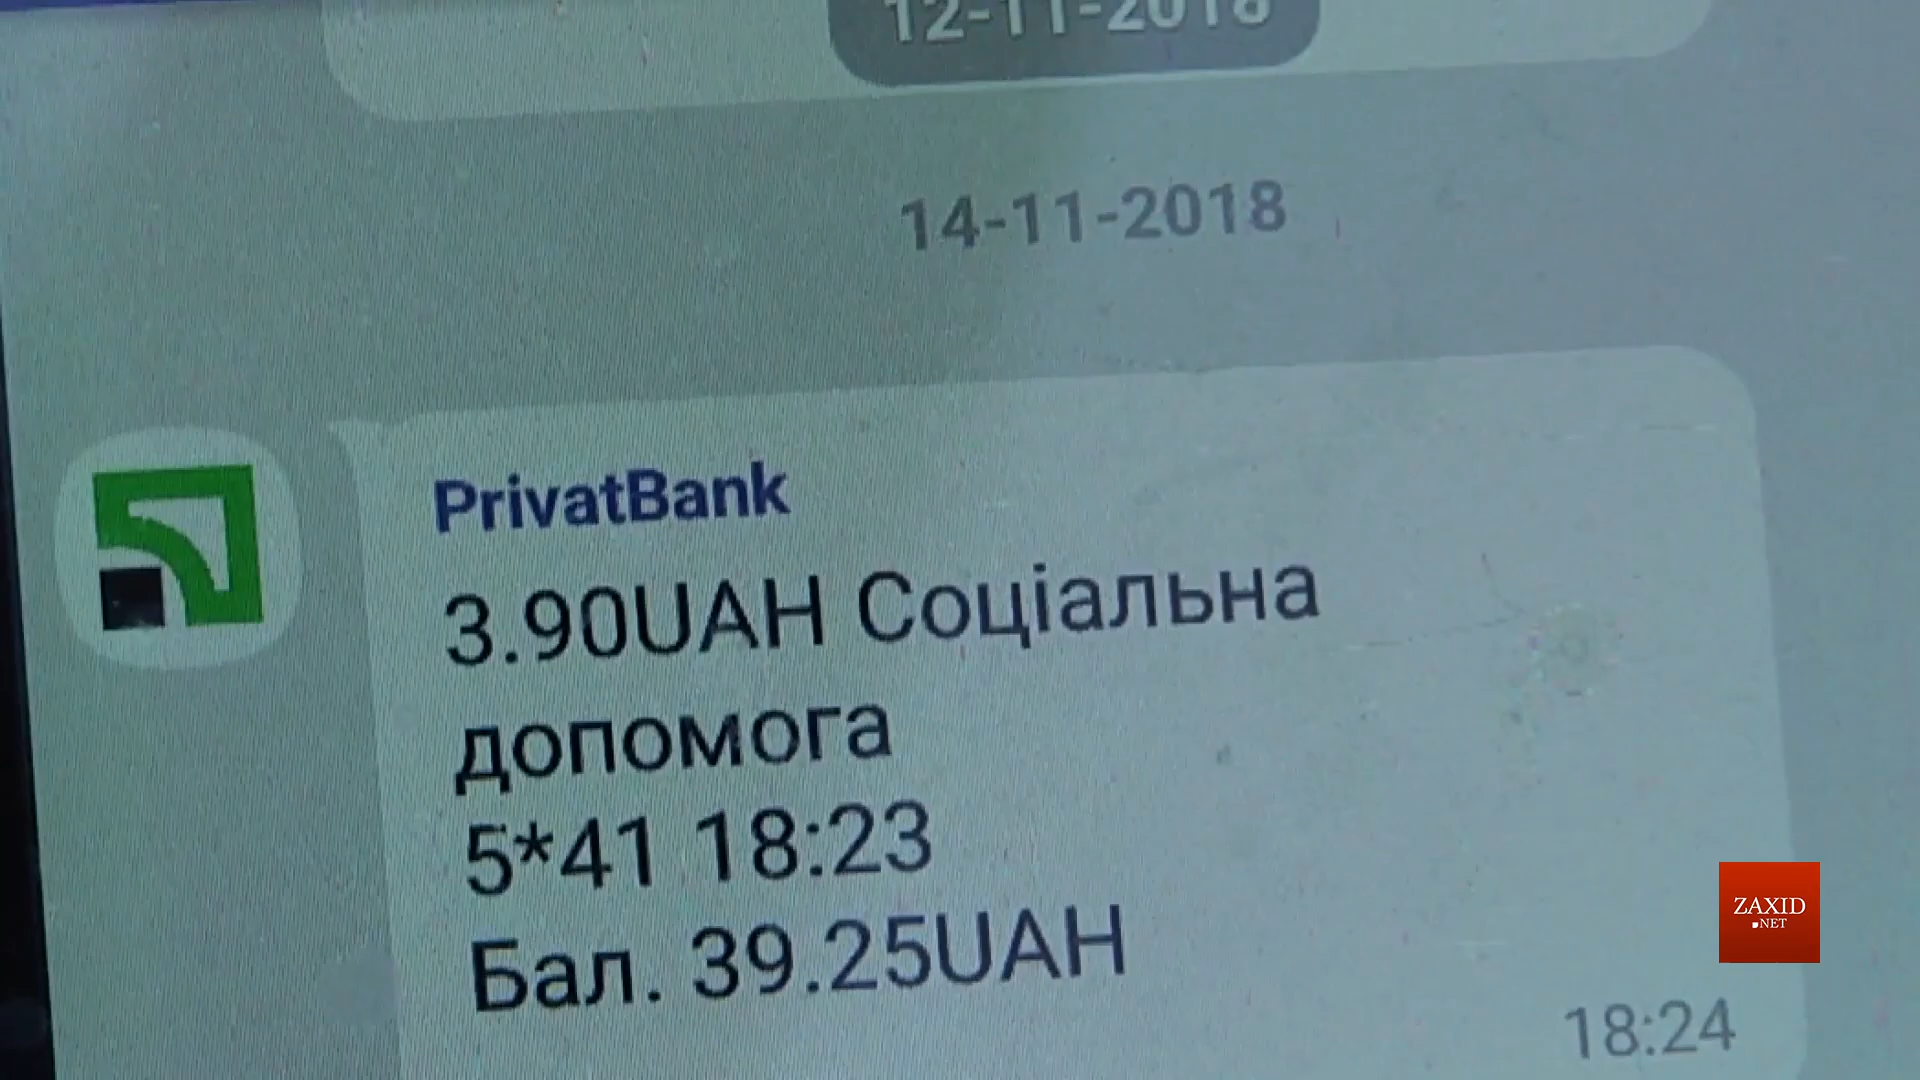 12-11-2018
14-11-2018
PrivatBank
3.90UAH Соціальна
допомога
5*41 18:23
Бал. 39.25UAH
18:24
ZAXID
.NET